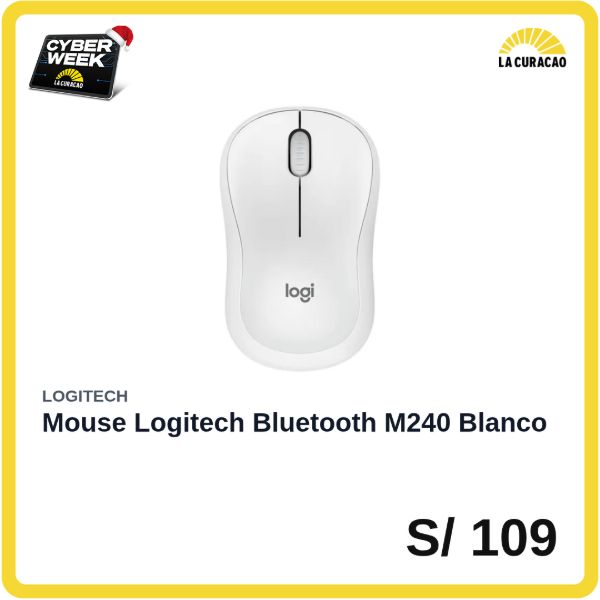 CYBER
WEEK
LA CURACAO
LA CURACAO
logi
LOGITECH
Mouse Logitech Bluetooth M240 Blanco
S/ 109